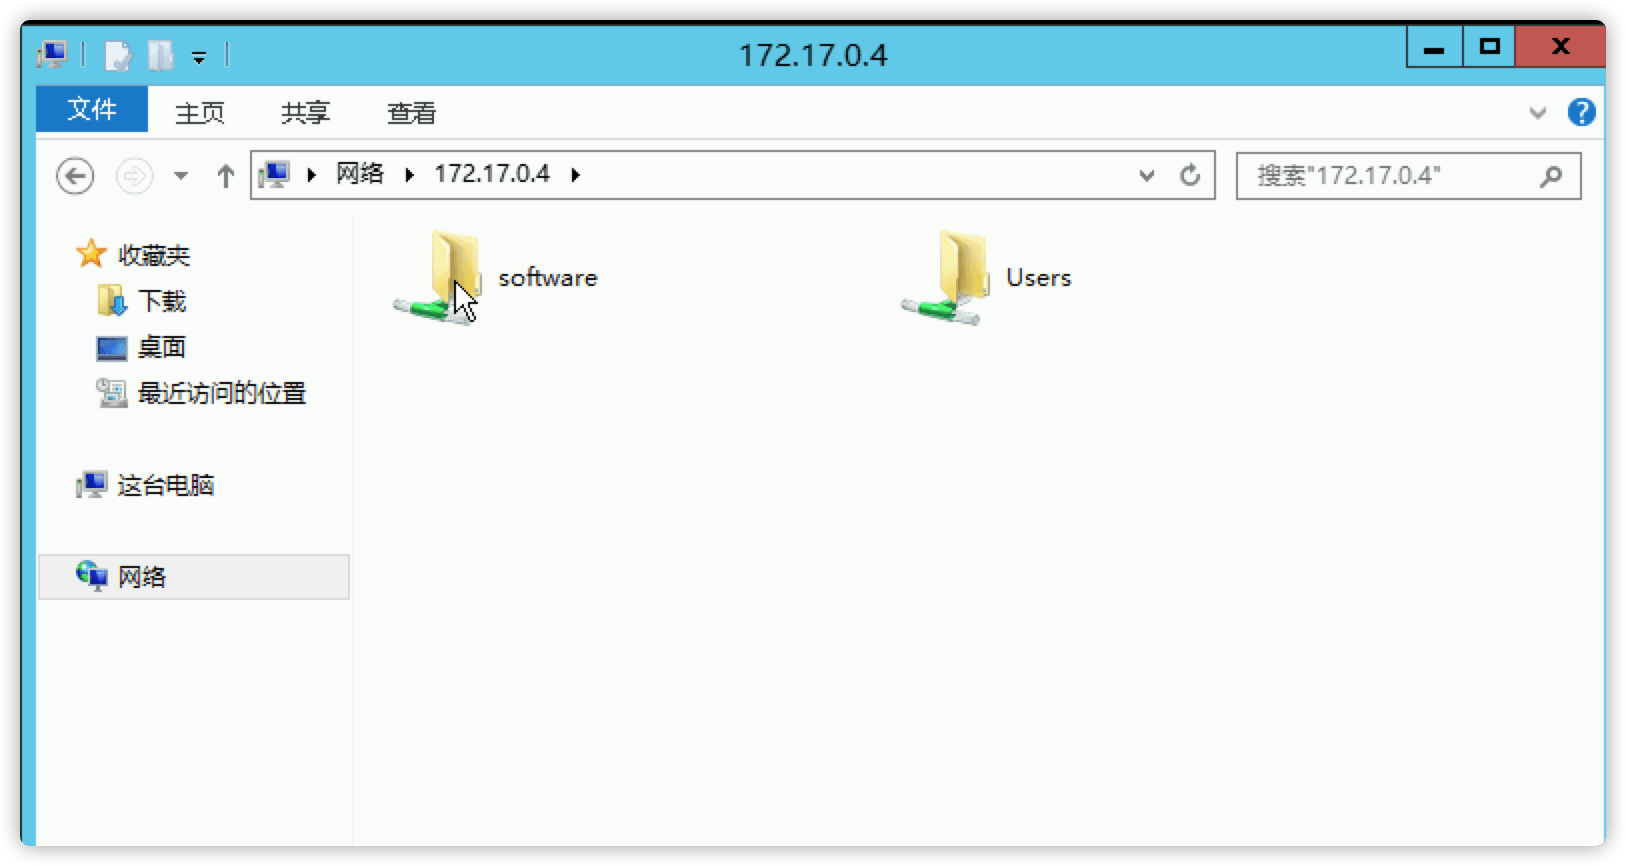 172.17.0.4
文件 主页 共享 查看
网络 172.17.0.4 搜索"172.17.0.4"
收藏夹
下载
桌面
最近访问的位置
这台电脑
网络
software Users